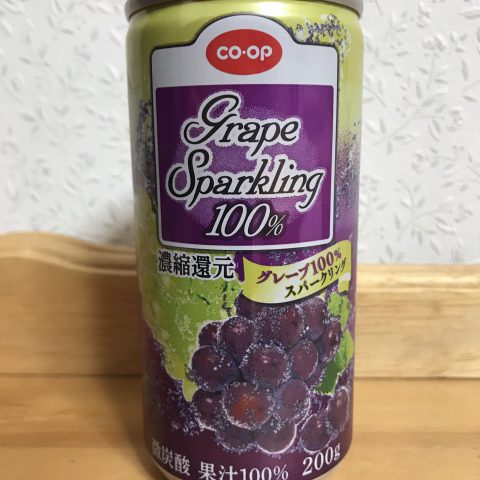 CO·OP
Grape
Sparkling
100%
濃縮還元
グレープ100%
スパークリング
微炭酸 果汁100% 200g